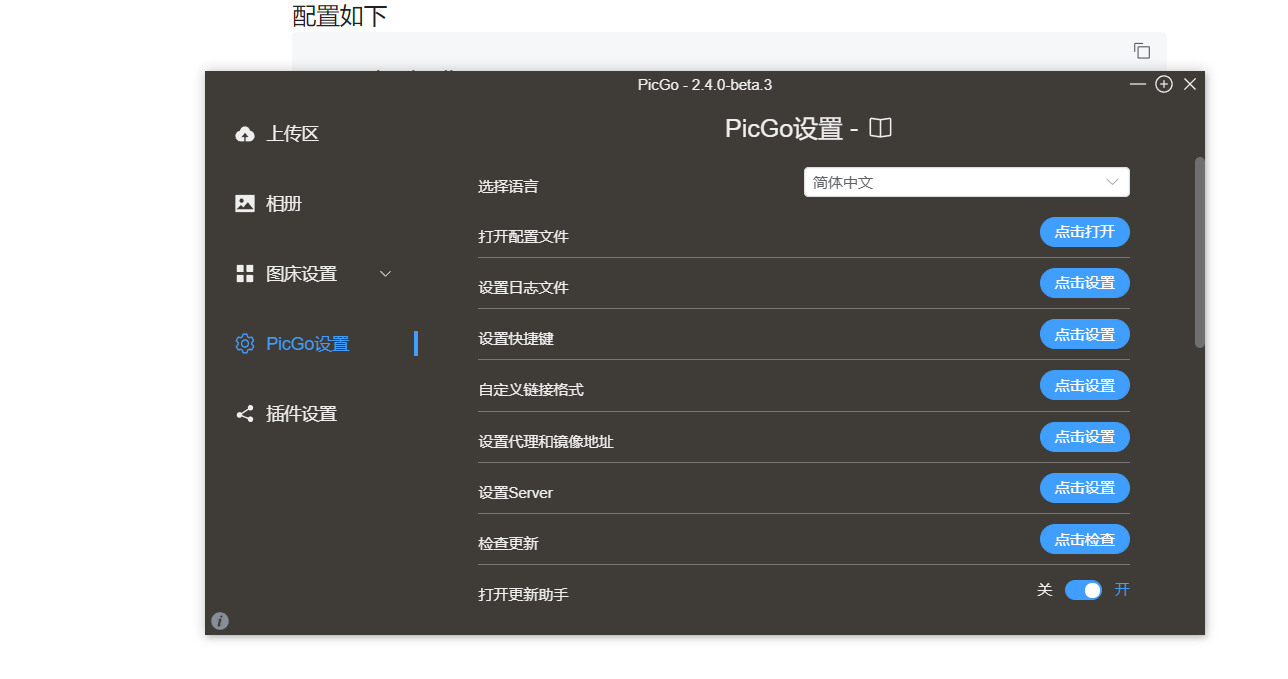 配置如下
PicGo - 2.4.0-beta.3
上传区
相册
图床设置
PicGo设置
插件设置
PicGo设置 -
选择语言 简体中文
打开配置文件 点击打开
设置日志文件 点击设置
设置快捷键 点击设置
自定义链接格式 点击设置
设置代理和镜像地址 点击设置
设置Server 点击设置
检查更新 点击检查
打开更新助手 关 开